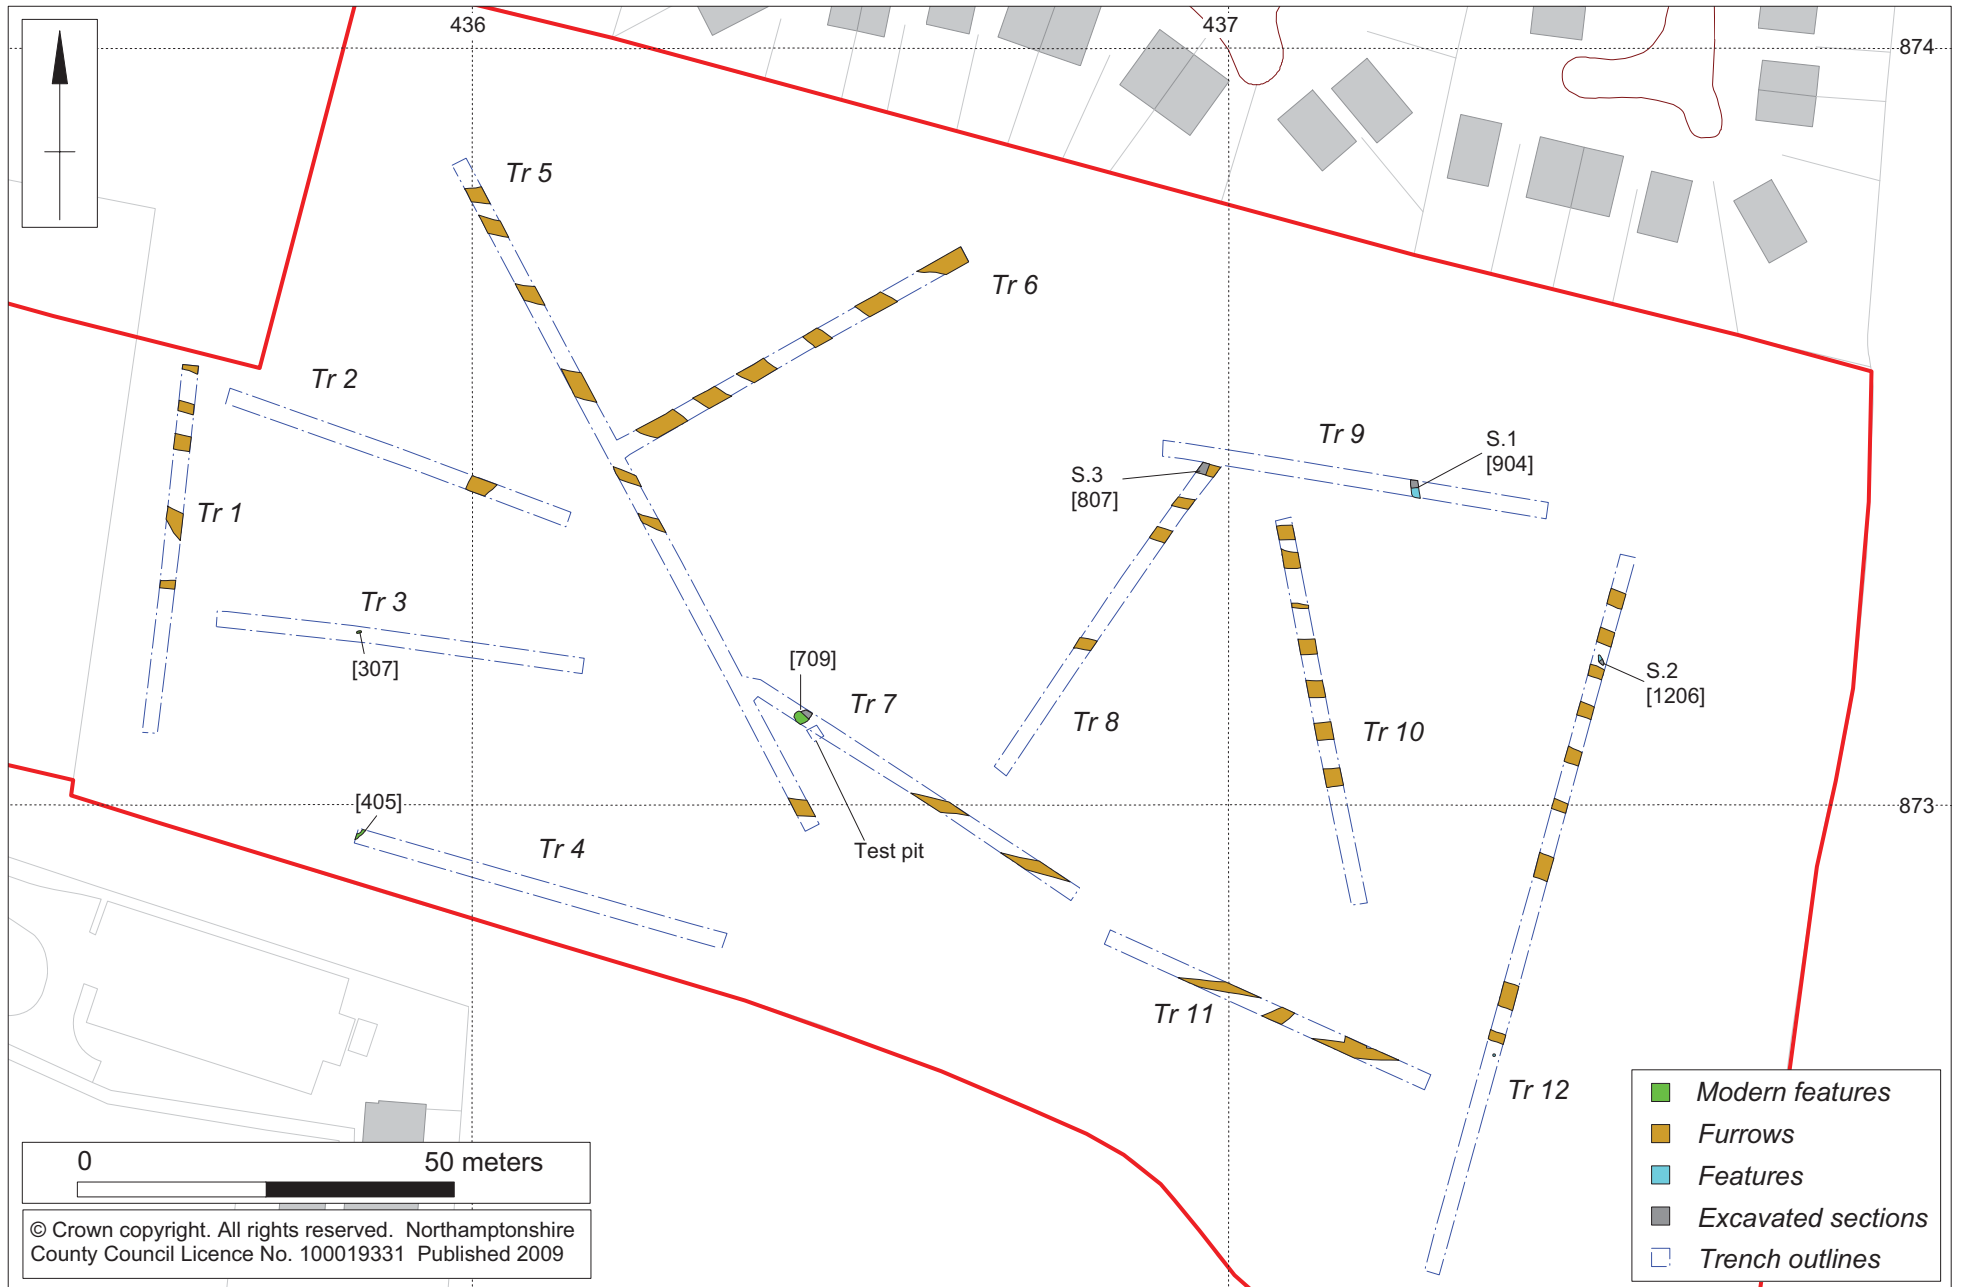 436
437
874
Tr 5
Tr 6
Tr 2
Tr 9
S.1
[904]
S.3
[807]
Tr 1
Tr 3
[307]
[709]
Tr 7
Tr 8
Tr 10
S.2
[1206]
[405]
873
Tr 4
Test pit
Tr 11
Tr 12
Modern features
Furrows
Features
Excavated sections
Trench outlines
0 50 meters
© Crown copyright. All rights reserved. Northamptonshire
County Council Licence No. 100019331 Published 2009